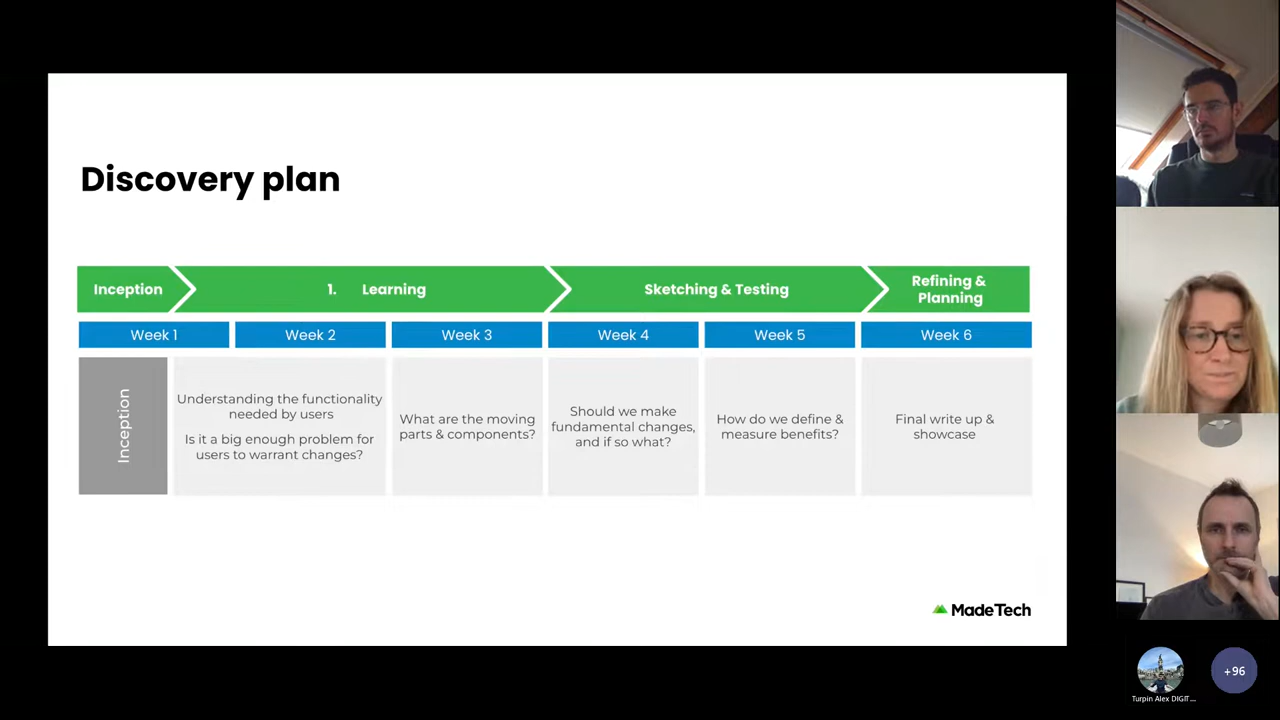 Discovery plan
Inception
1. Learning
Sketching & Testing
Refining &
Planning
Week 1
Week 2
Week 3
Week 4
Week 5
Week 6
Inception
Understanding the functionality
needed by users
Is it a big enough problem for
users to warrant changes?
What are the moving
parts & components?
Should we make
fundamental changes,
and if so what?
How do we define &
measure benefits?
Final write up &
showcase
MadeTech
Turpin Alex DIGIT...
+96